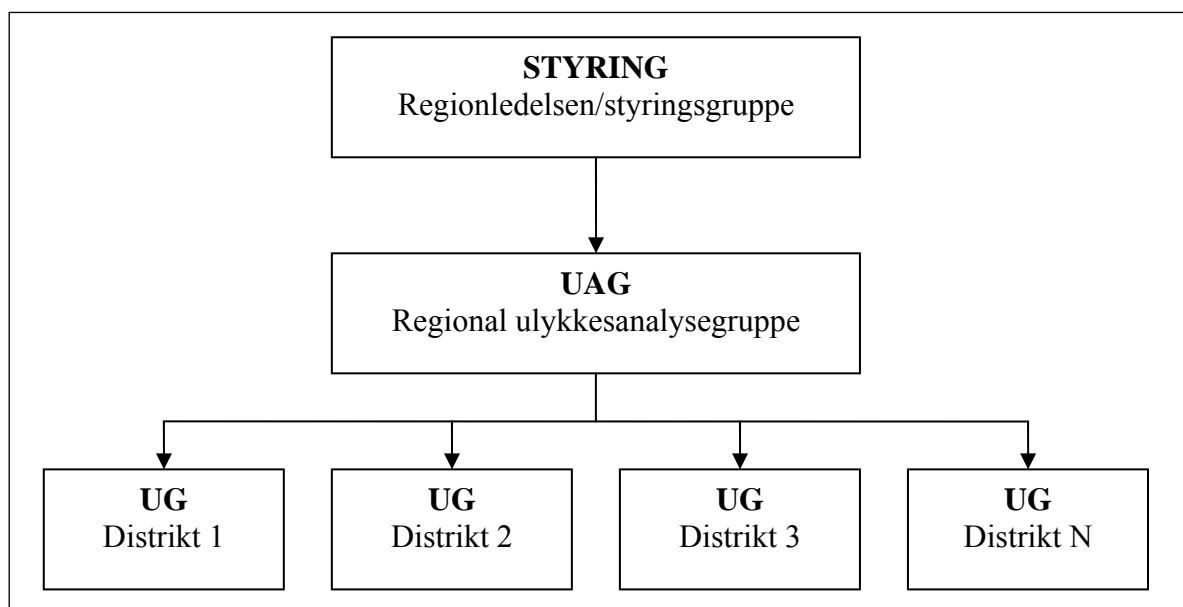 STYRING
Regionledelsen/styringsgruppe
UAG
Regional ulykkesanalysegruppe
UG
Distrikt 1
UG
Distrikt 2
UG
Distrikt 3
UG
Distrikt N